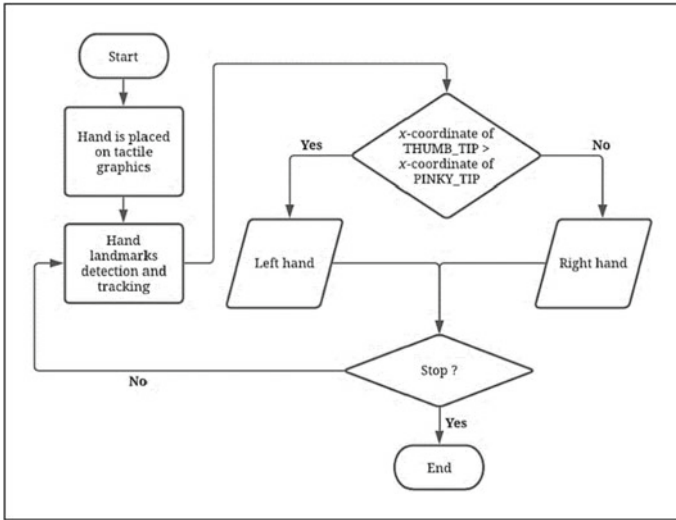 Start
Hand is placed
on tactile
graphics
Hand
landmarks
detection and
tracking
x-coordinate of
THUMB_TIP >
x-coordinate of
PINKY_TIP
Yes
No
Left hand
Right hand
Stop ?
No
Yes
End